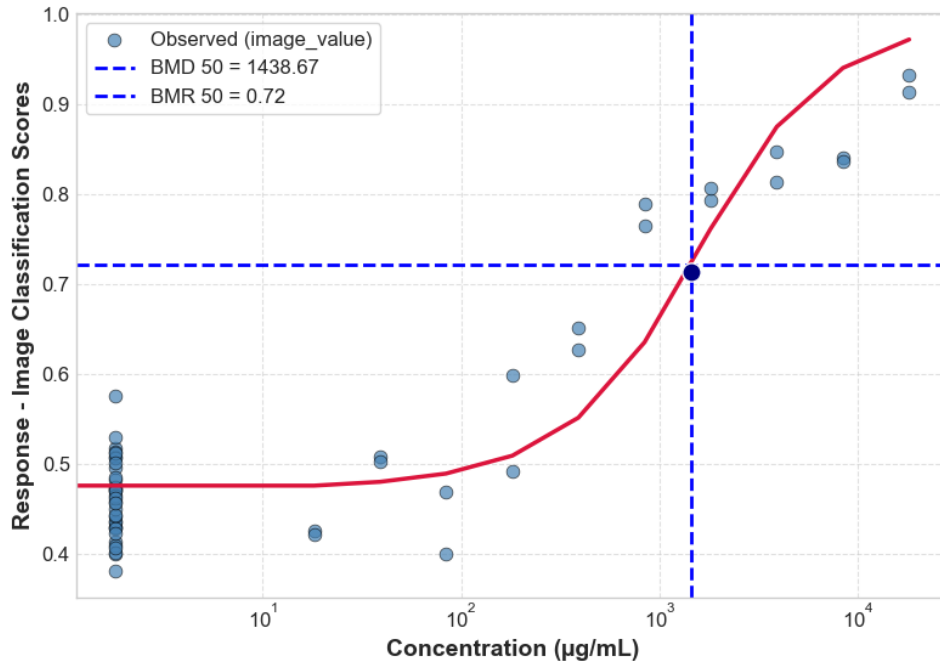 Observed (image_value)
BMD 50 = 1438.67
BMR 50 = 0.72
1.0
0.9
0.8
0.7
0.6
0.5
0.4
Response - Image Classification Scores
10¹
10²
10³
10⁴
Concentration (µg/mL)